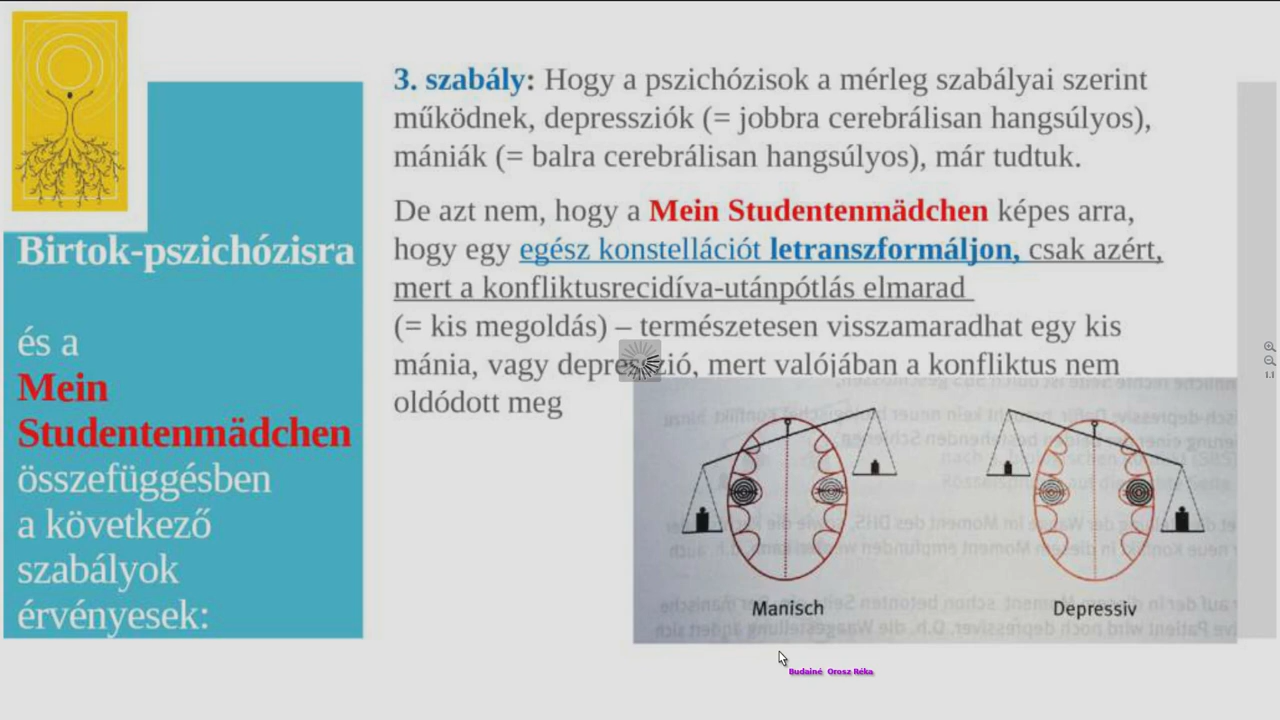 3. szabály: Hogy a pszichózisok a mérleg szabályai szerint
működnek, depressziók (= jobbra cerebrálisan hangsúlyos),
mániák (= balra cerebrálisan hangsúlyos), már tudtuk.
De azt nem, hogy a Mein Studentenmädchen képes arra,
hogy egy egész konstellációt letranszformáljon, csak azért,
mert a konfliktusrecidíva-utánpótlás elmarad
(= kis megoldás) – természetesen visszamaradhat egy kis
mánia, vagy depresszió, mert valójában a konfliktus nem
oldódott meg
Birtok-pszichózisra
és a
Mein
Studentenmädchen
összefüggésben
a következő
szabályok
érvényesek:
Manisch
Depressiv
Budainé Orosz Réka
1:1